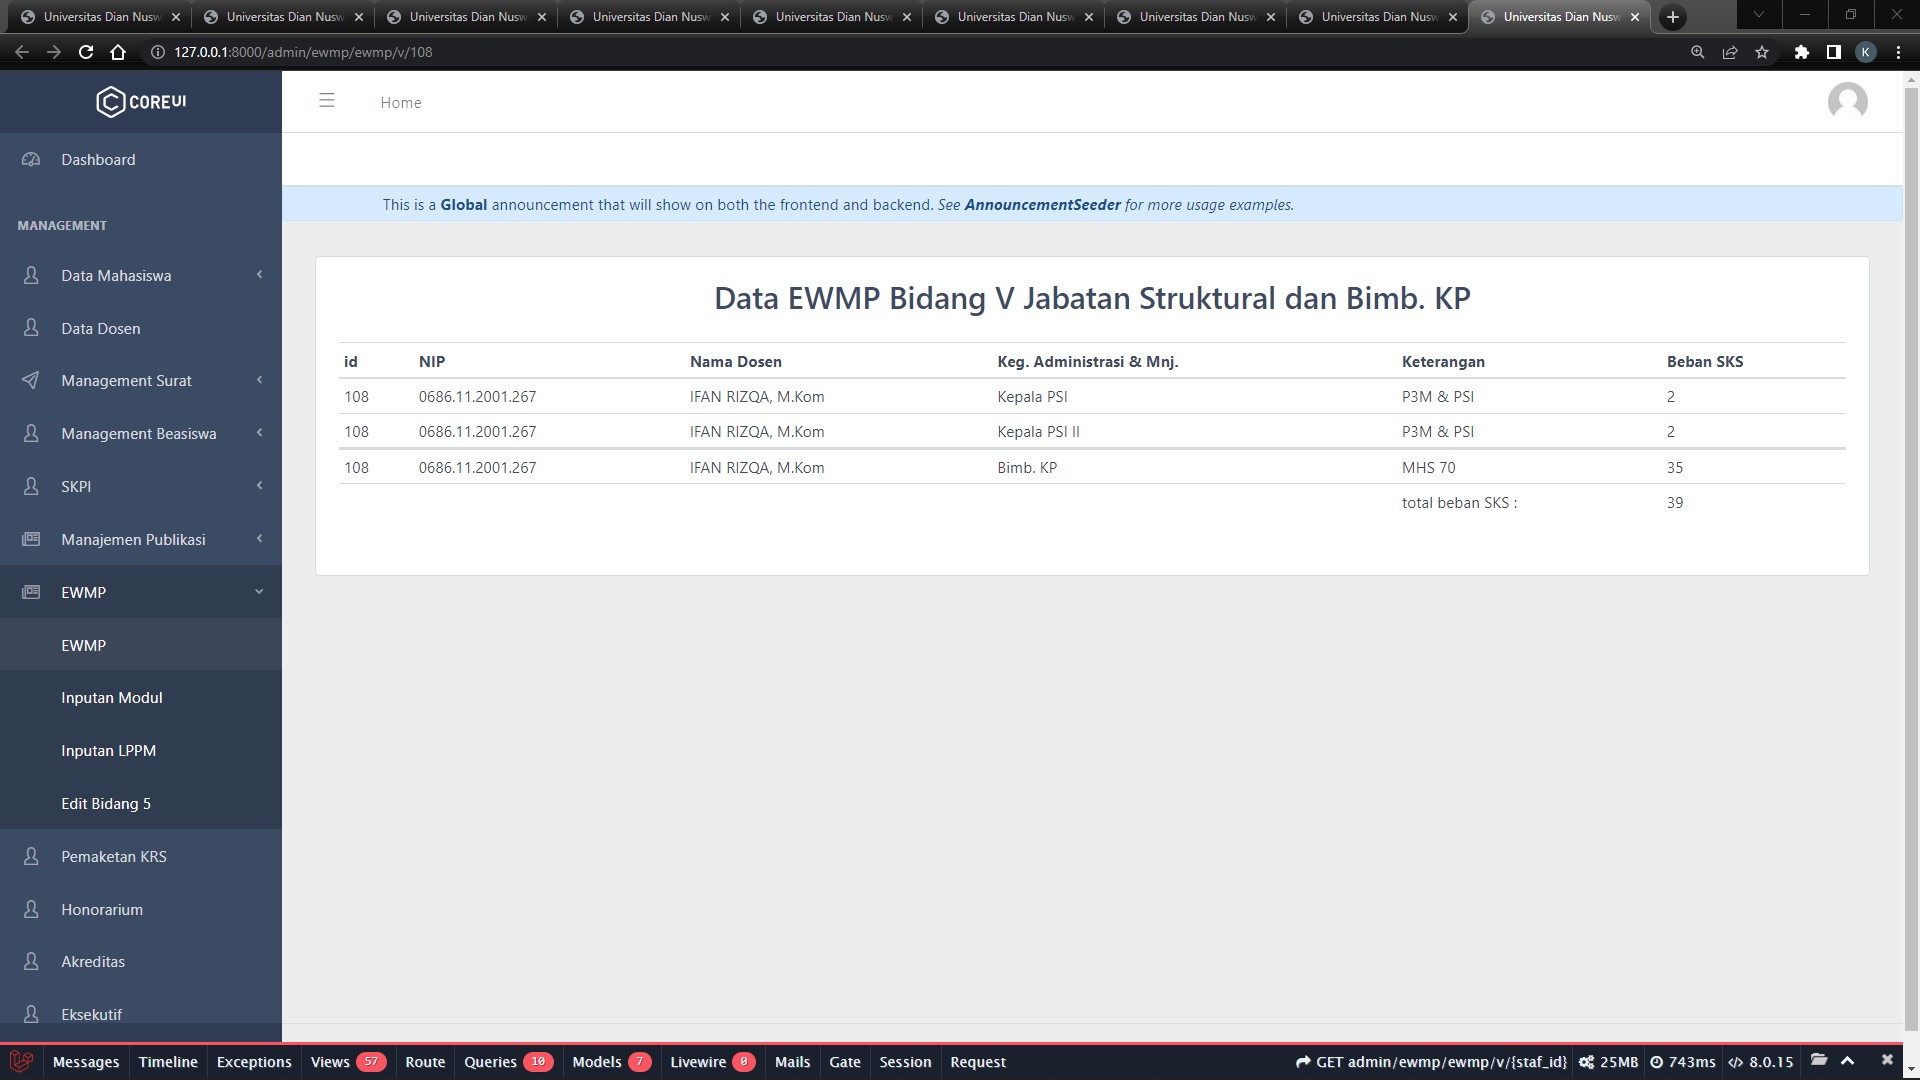 Universitas Dian Nusw Universitas Dian Nusw Universitas Dian Nusw Universitas Dian Nusw Universitas Dian Nusw Universitas Dian Nusw Universitas Dian Nusw Universitas Dian Nusw Universitas Dian Nusw
127.0.0.1:8000/admin/ewmp/ewmp/v/108 K
COREUI
Home
Dashboard
This is a Global announcement that will show on both the frontend and backend. See AnnouncementSeeder for more usage examples.
MANAGEMENT
Data Mahasiswa
Data Dosen
Management Surat
Management Beasiswa
SKPI
Manajemen Publikasi
EWMP
EWMP
Inputan Modul
Inputan LPPM
Edit Bidang 5
Pemaketan KRS
Honorarium
Akreditas
Eksekutif
Data EWMP Bidang V Jabatan Struktural dan Bimb. KP
id NIP Nama Dosen Keg. Administrasi & Mnj. Keterangan Beban SKS
108 0686.11.2001.267 IFAN RIZQA, M.Kom Kepala PSI P3M & PSI 2
108 0686.11.2001.267 IFAN RIZQA, M.Kom Kepala PSI II P3M & PSI 2
108 0686.11.2001.267 IFAN RIZQA, M.Kom Bimb. KP MHS 70 35
total beban SKS : 39
Messages Timeline Exceptions Views 57 Route Queries 10 Models 7 Livewire 0 Mails Gate Session Request GET admin/ewmp/ewmp/v/{staf_id} 25MB 743ms 8.0.15